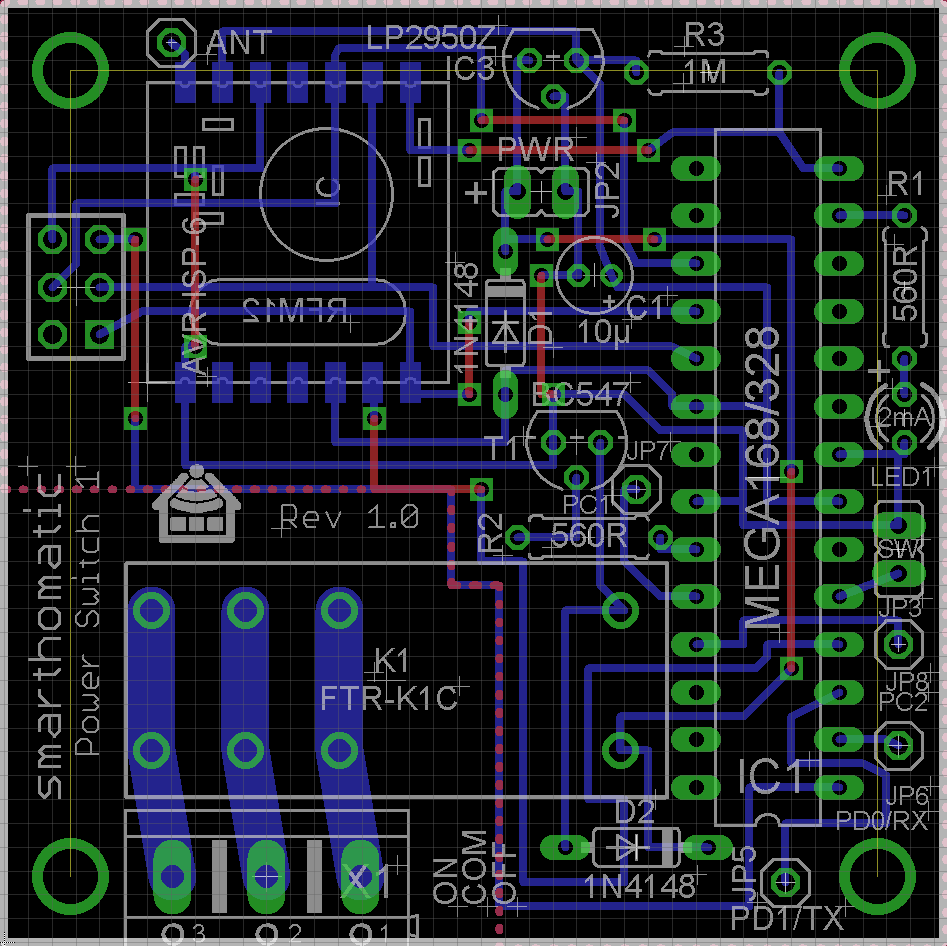 ANT
LP2950Z
R3
C3
1M
PWR
+
JP2
R1
560R
AVR-ISP-6
RFM12
1N4148
D1
+
C1
10µ
MEGA168/328
BC547
T1
JP7
PC1
R2
560R
+
2mA
LED1
SW
JP3
smarthomatic
Power Switch 1
Rev 1.0
K1
FTR-K1C
JP8
PC2
IC1
JP6
PD0/RX
D2
1N4148
JP5
PD1/TX
ON
COM
OFF
X1
3
2
1